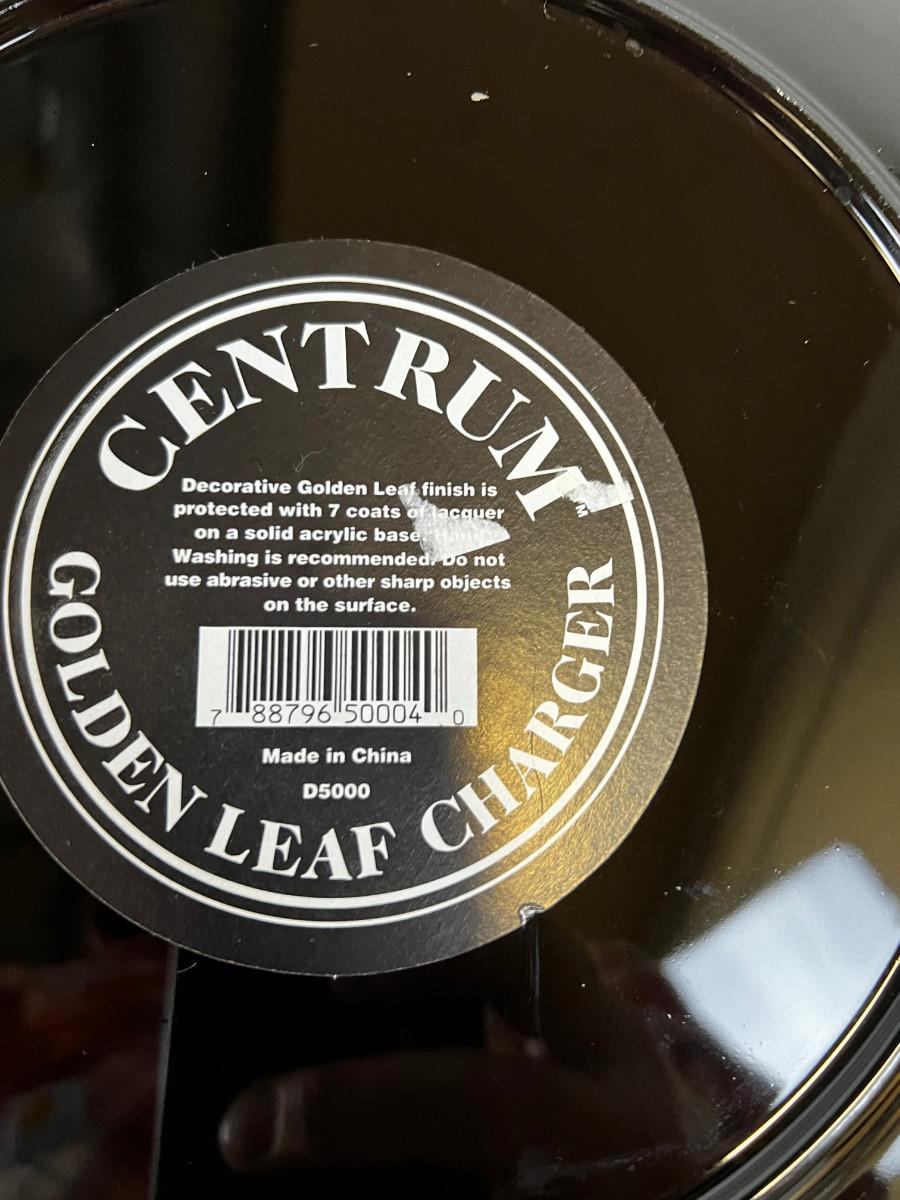 CENTRUM™
Decorative Golden Leaf finish is
protected with 7 coats of lacquer
on a solid acrylic base. Hand
Washing is recommended. Do not
use abrasive or other sharp objects
on the surface.
7 88796 50004 0
Made in China
D5000
GOLDEN LEAF CHARGER